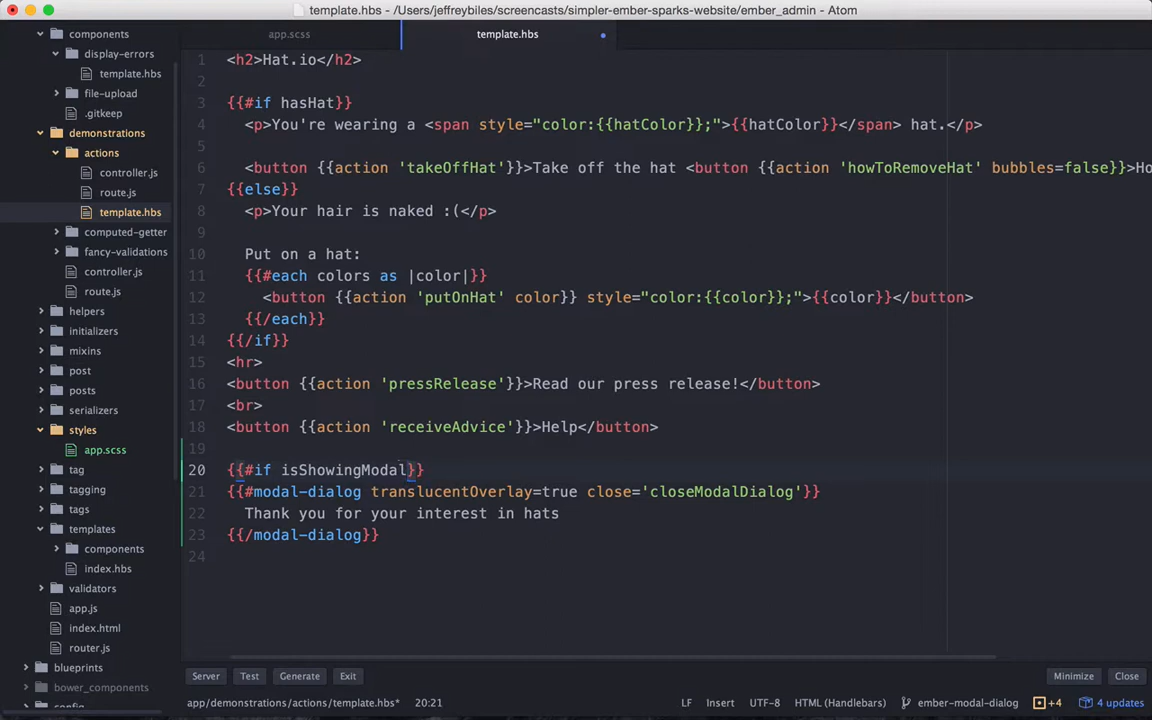 template.hbs - /Users/jeffreybiles/screencasts/simpler-ember-sparks-website/ember_admin - Atom
app.scss template.hbs
components
display-errors
template.hbs
file-upload
.gitkeep
demonstrations
actions
controller.js
route.js
template.hbs
computed-getter
fancy-validations
controller.js
route.js
helpers
initializers
mixins
post
posts
serializers
styles
app.scss
tag
tagging
tags
templates
components
index.hbs
validators
app.js
index.html
router.js
blueprints
bower_components
config
1 <h2>Hat.io</h2>
2
3 {{#if hasHat}}
4 <p>You're wearing a <span style="color:{{hatColor}};">{{hatColor}}</span> hat.</p>
5
6 <button {{action 'takeOffHat'}}>Take off the hat <button {{action 'howToRemoveHat' bubbles=false}}>Ho
7 {{else}}
8 <p>Your hair is naked :(</p>
9
10 Put on a hat:
11 {{#each colors as |color|}}
12 <button {{action 'putOnHat' color}} style="color:{{color}};">{{color}}</button>
13 {{/each}}
14 {{/if}}
15 <hr>
16 <button {{action 'pressRelease'}}>Read our press release!</button>
17 <br>
18 <button {{action 'receiveAdvice'}}>Help</button>
19
20 {{#if isShowingModal}}
21 {{#modal-dialog translucentOverlay=true close='closeModalDialog'}}
22 Thank you for your interest in hats
23 {{/modal-dialog}}
24
Server Test Generate Exit Minimize Close
app/demonstrations/actions/template.hbs* 20:21 LF Insert UTF-8 HTML (Handlebars) ember-modal-dialog +4 4 updates